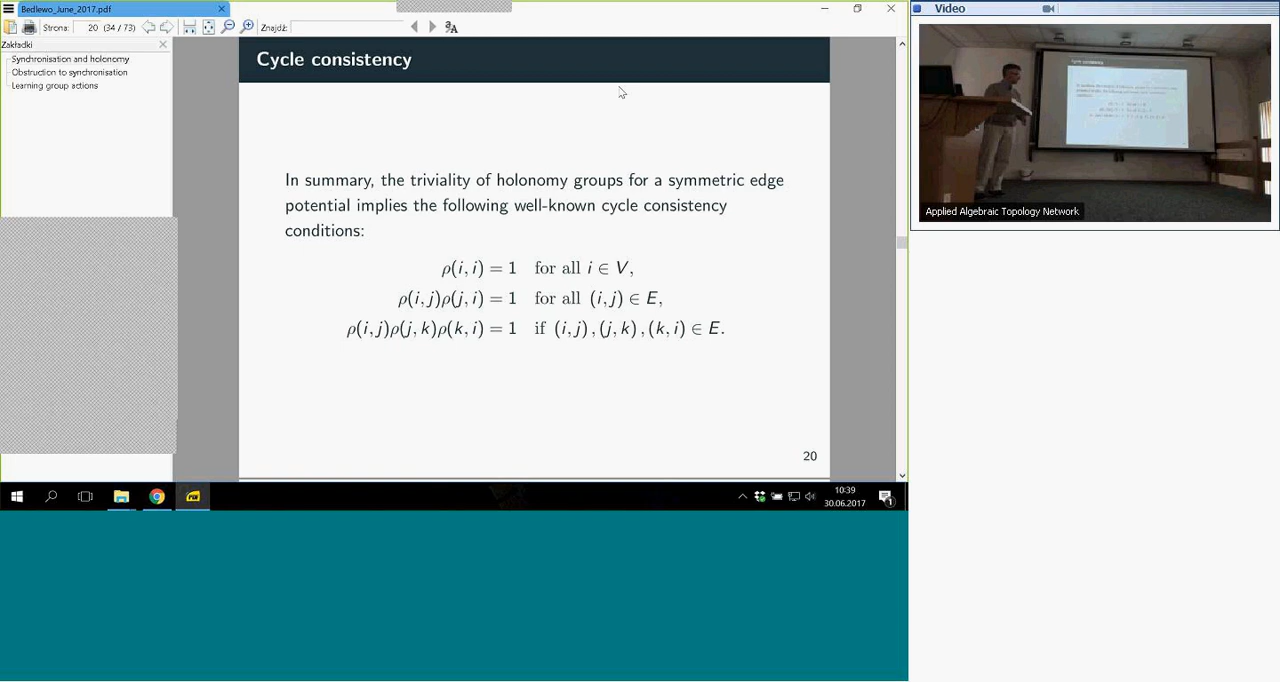 Bedlewo_June_2017.pdf
Strona: 20 (34 / 73) Znajdź:
Zakładki
Synchronisation and holonomy
Obstruction to synchronisation
Learning group actions
Cycle consistency
In summary, the triviality of holonomy groups for a symmetric edge
potential implies the following well-known cycle consistency
conditions:
ρ(i, i) = 1 for all i ∈ V,
ρ(i, j)ρ(j, i) = 1 for all (i, j) ∈ E,
ρ(i, j)ρ(j, k)ρ(k, i) = 1 if (i, j), (j, k), (k, i) ∈ E.
20
10:39
30.06.2017
Video
Cycle consistency
Applied Algebraic Topology Network